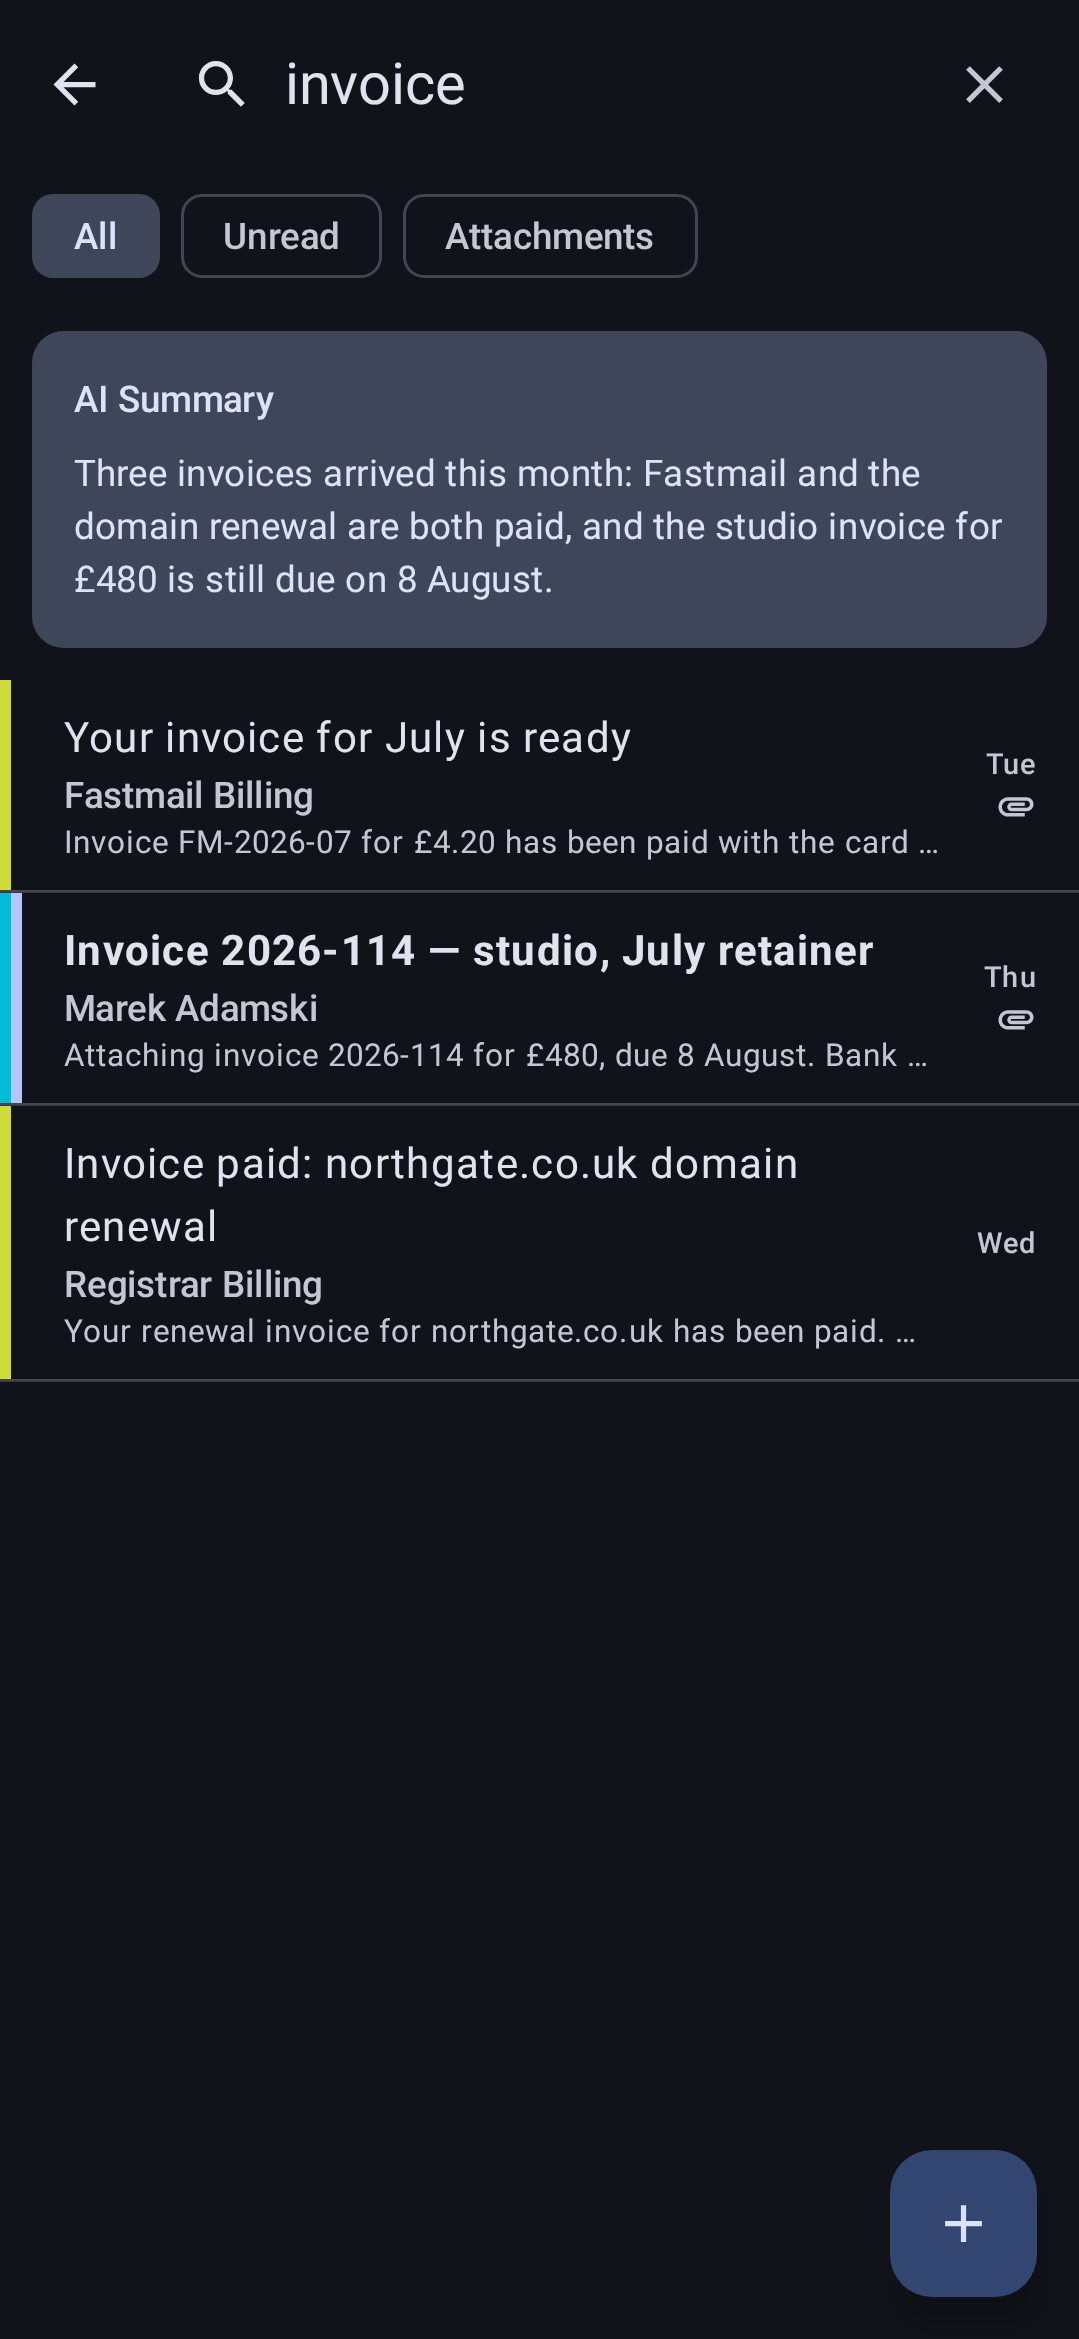 invoice
All
Unread
Attachments
AI Summary
Three invoices arrived this month: Fastmail and the
domain renewal are both paid, and the studio invoice for
£480 is still due on 8 August.
Your invoice for July is ready
Tue
Fastmail Billing
Invoice FM-2026-07 for £4.20 has been paid with the card …
Invoice 2026-114 — studio, July retainer
Thu
Marek Adamski
Attaching invoice 2026-114 for £480, due 8 August. Bank …
Invoice paid: northgate.co.uk domain
renewal
Wed
Registrar Billing
Your renewal invoice for northgate.co.uk has been paid. …